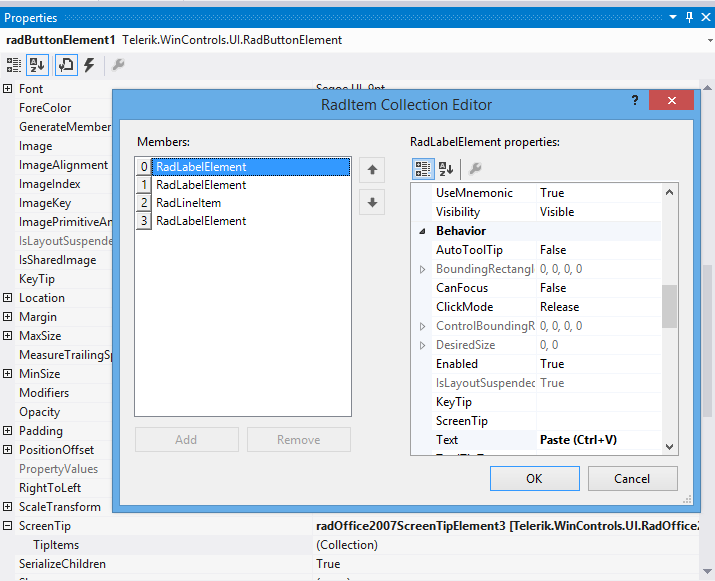 Properties
radButtonElement1 Telerik.WinControls.UI.RadButtonElement
Font
ForeColor
GenerateMember
Image
ImageAlignment
ImageIndex
ImageKey
ImagePrimitiveAr
IsLayoutSuspende
IsSharedImage
KeyTip
Location
Margin
MaxSize
MeasureTrailingSp
MinSize
Modifiers
Opacity
Padding
PositionOffset
PropertyValues
RightToLeft
ScaleTransform
ScreenTip radOffice2007ScreenTipElement3 [Telerik.WinControls.UI.RadOffice2
TipItems (Collection)
SerializeChildren True
RadItem Collection Editor
? X
Members:
0 RadLabelElement
1 RadLabelElement
2 RadLineItem
3 RadLabelElement
Add Remove
RadLabelElement properties:
UseMnemonic True
Visibility Visible
Behavior
AutoToolTip False
BoundingRectangl 0, 0, 0, 0
CanFocus False
ClickMode Release
ControlBoundingR 0, 0, 0, 0
DesiredSize 0, 0
Enabled True
IsLayoutSuspended True
KeyTip
ScreenTip
Text Paste (Ctrl+V)
OK Cancel